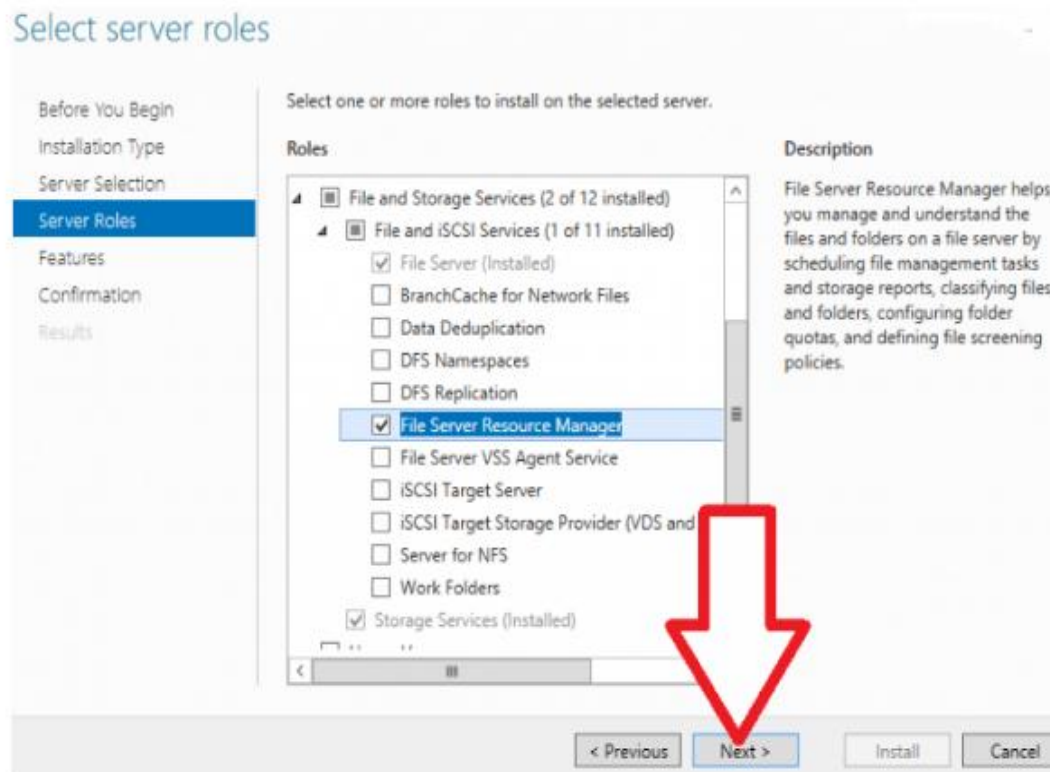 Select server roles
Before You Begin
Installation Type
Server Selection
Server Roles
Features
Confirmation
Results
Select one or more roles to install on the selected server.
Roles
File and Storage Services (2 of 12 installed)
File and iSCSI Services (1 of 11 installed)
File Server (Installed)
BranchCache for Network Files
Data Deduplication
DFS Namespaces
DFS Replication
File Server Resource Manager
File Server VSS Agent Service
iSCSI Target Server
iSCSI Target Storage Provider (VDS and
Server for NFS
Work Folders
Storage Services (Installed)
Description
File Server Resource Manager helps
you manage and understand the
files and folders on a file server by
scheduling file management tasks
and storage reports, classifying files
and folders, configuring folder
quotas, and defining file screening
policies.
< Previous
Next >
Install
Cancel